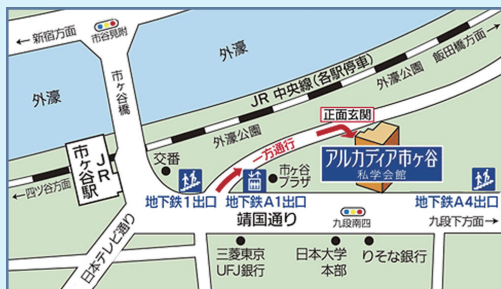 ← 新宿方面
市谷見附
外濠
市ヶ谷橋
外濠
JR 中央線(各駅停車)
外濠公園
飯田橋方面 →
外濠
外濠公園
正面玄関
一方通行
アルカディア市ヶ谷
私学会館
JR
市ヶ谷駅
← 四ツ谷方面
交番
市ヶ谷
プラザ
地下鉄1出口
地下鉄A1出口
地下鉄A4出口
靖国通り
九段南四
九段下方面 →
日本テレビ通り
三菱東京
UFJ銀行
日本大学
本部
りそな銀行